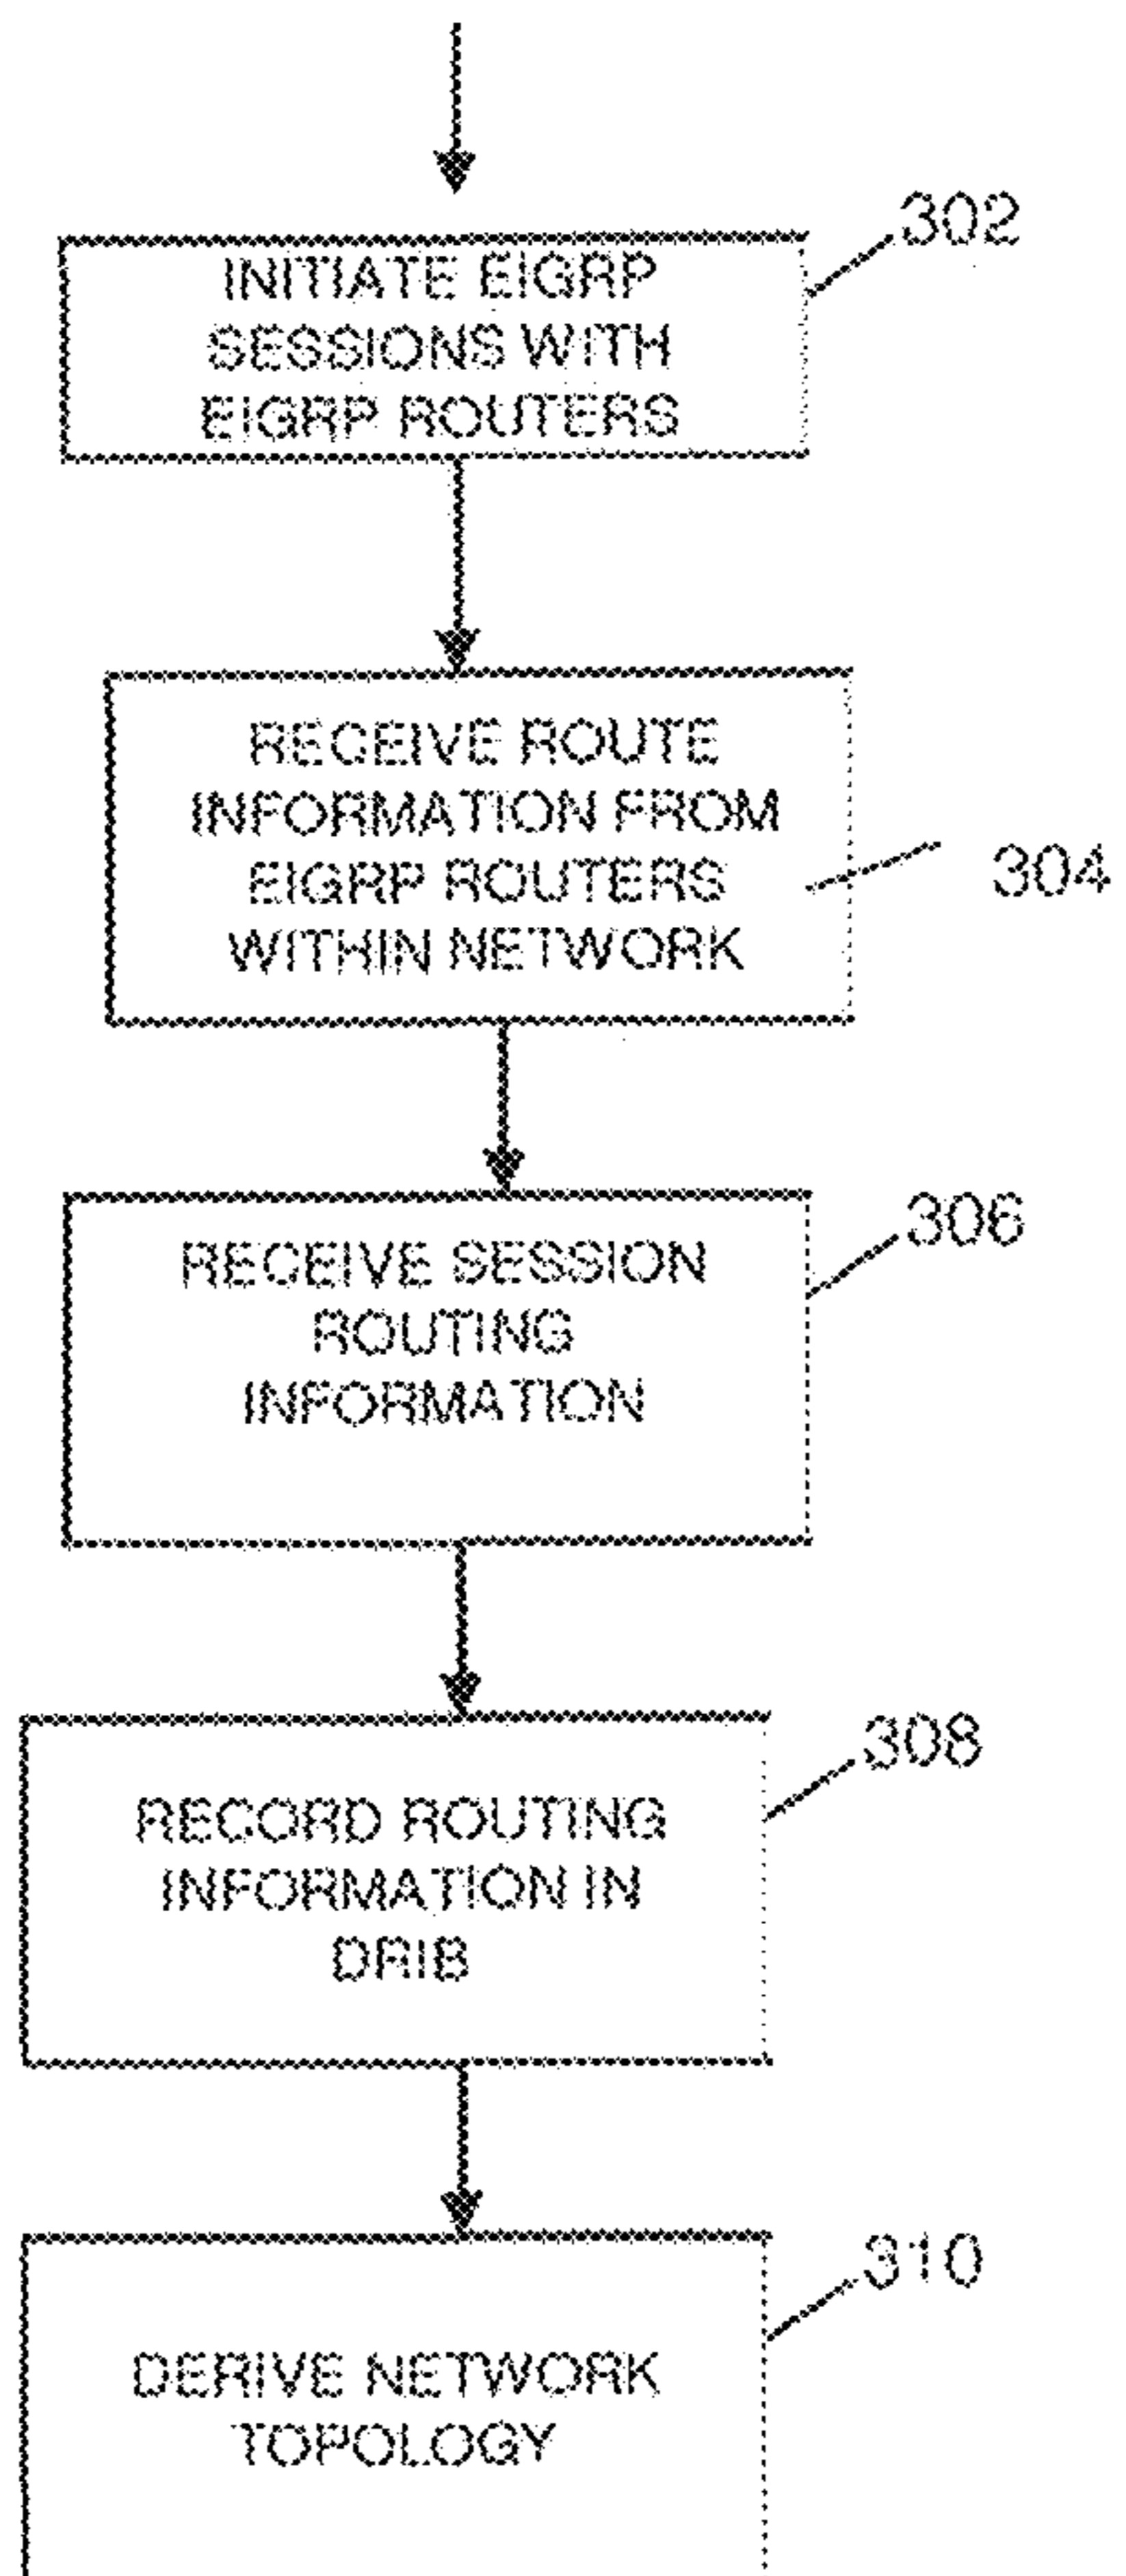 302
INITIATE EIGRP
SESSIONS WITH
EIGRP ROUTERS
RECEIVE ROUTE
INFORMATION FROM
EIGRP ROUTERS
WITHIN NETWORK
304
306
RECEIVE SESSION
ROUTING
INFORMATION
308
RECORD ROUTING
INFORMATION IN
DRIB
310
DERIVE NETWORK
TOPOLOGY